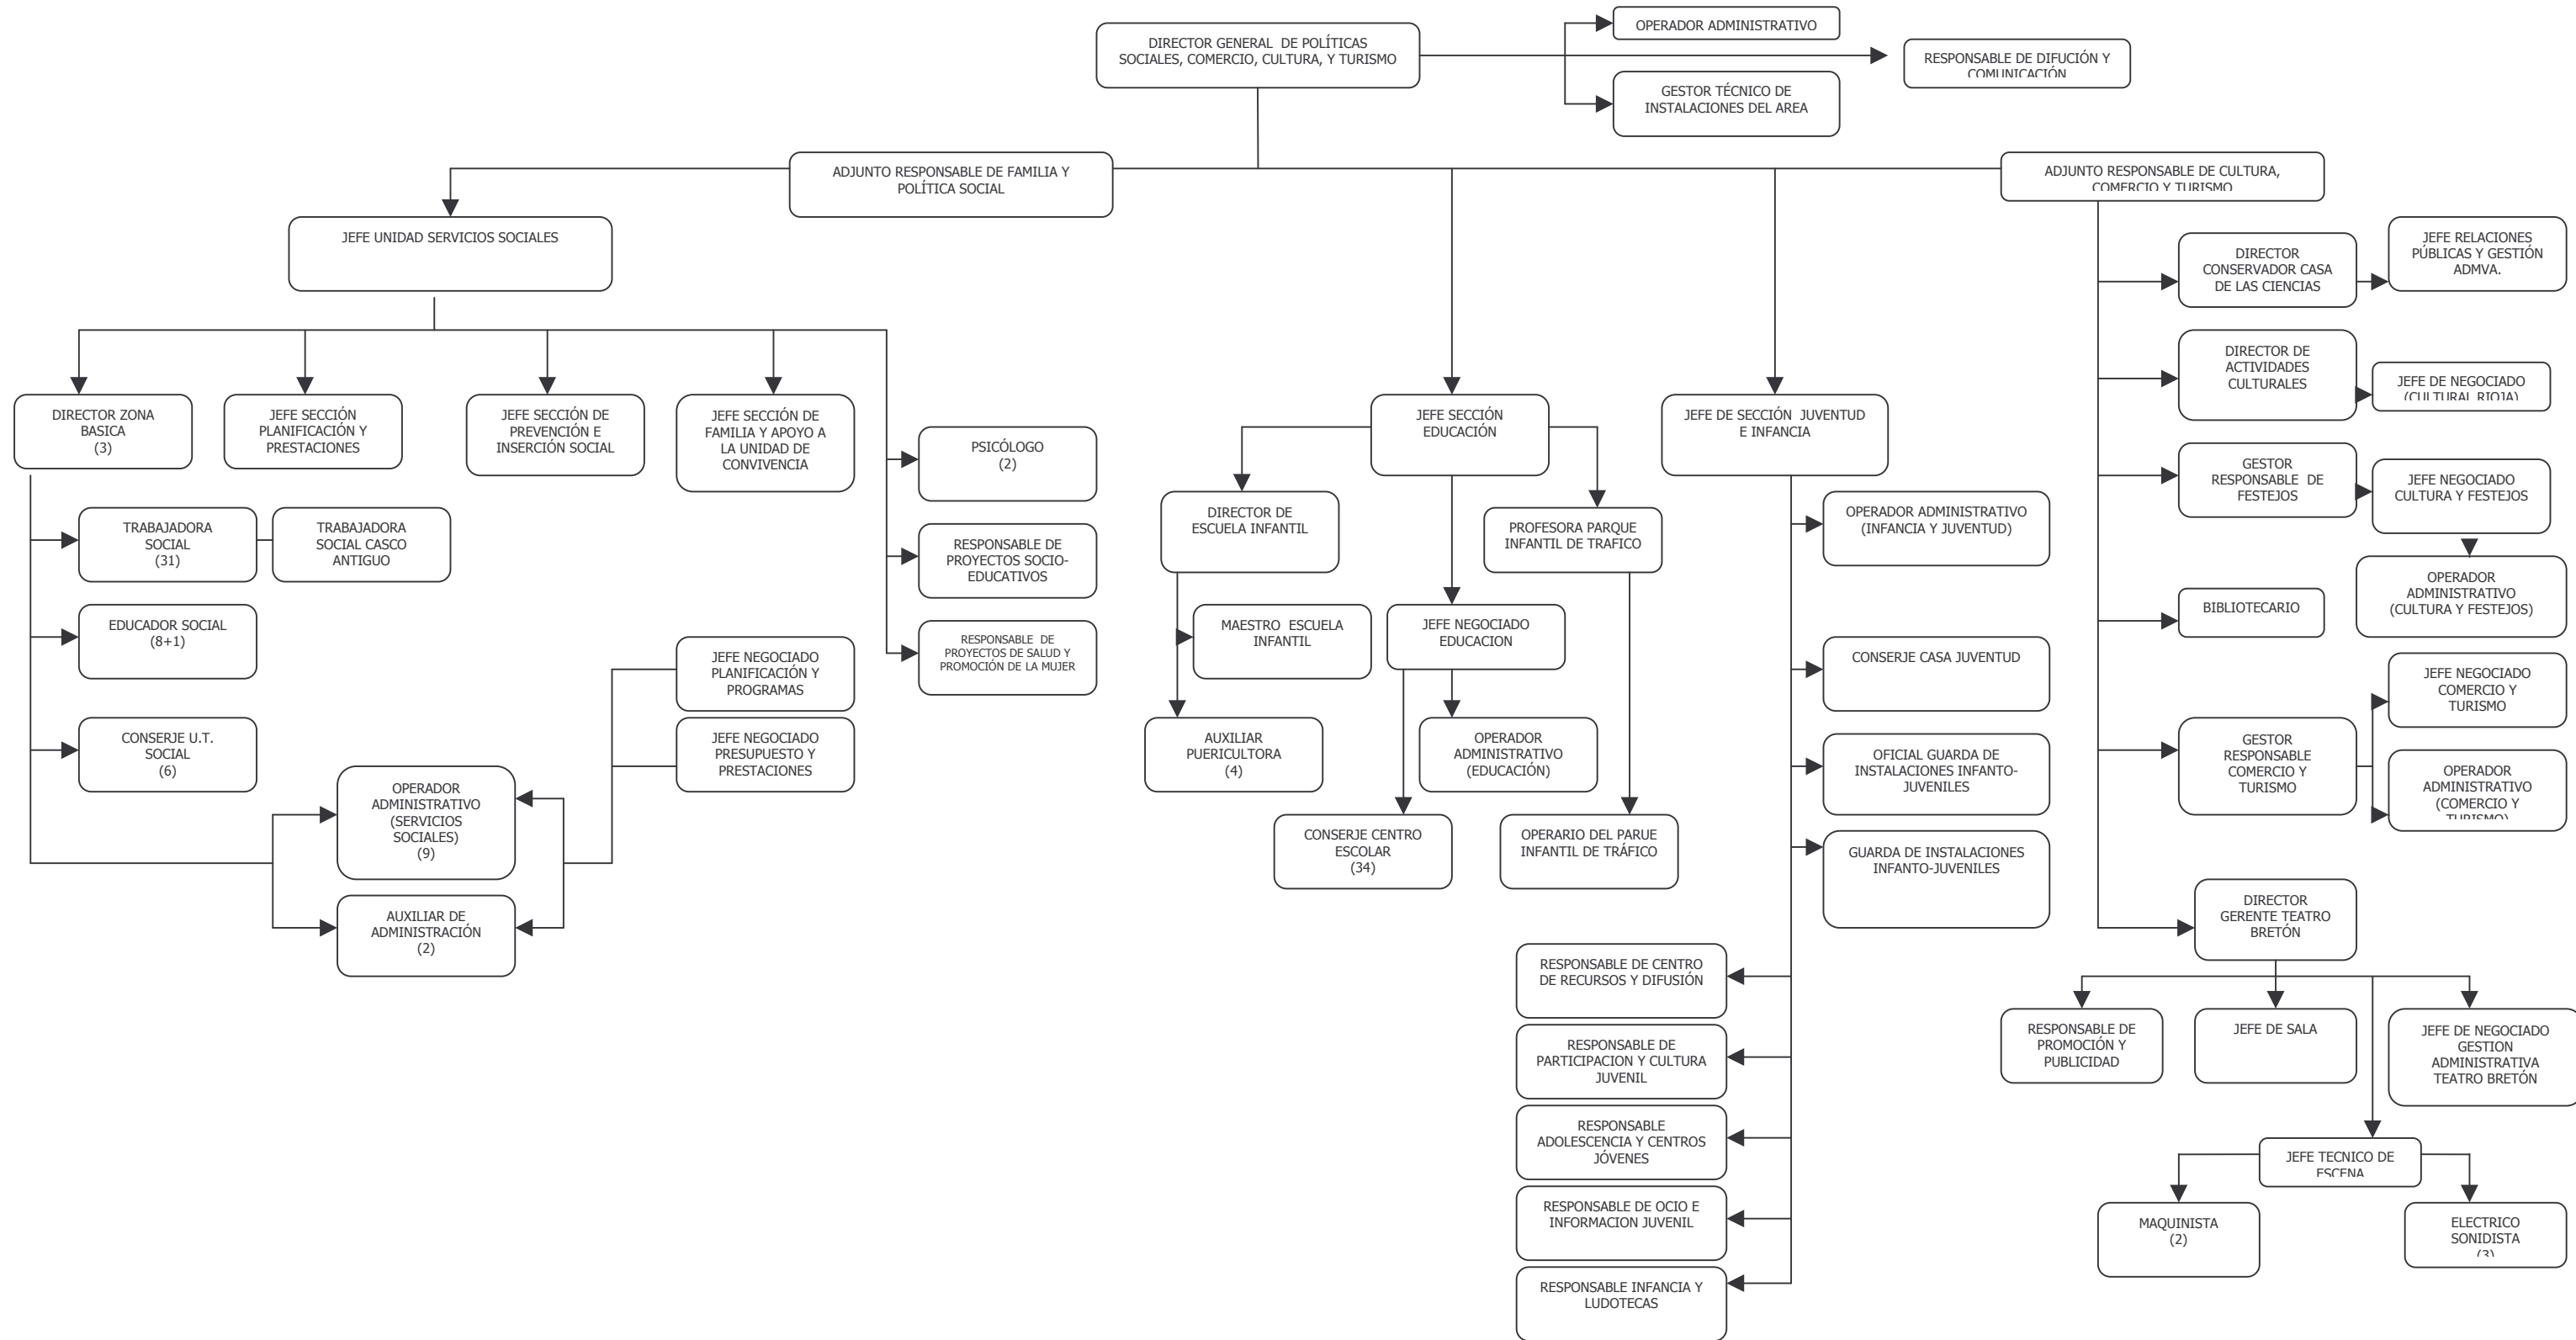 OPERADOR ADMINISTRATIVO
DIRECTOR GENERAL DE POLÍTICAS
SOCIALES, COMERCIO, CULTURA, Y TURISMO
RESPONSABLE DE DIFUCIÓN Y
COMUNICACIÓN
GESTOR TÉCNICO DE
INSTALACIONES DEL AREA
ADJUNTO RESPONSABLE DE FAMILIA Y
POLÍTICA SOCIAL
ADJUNTO RESPONSABLE DE CULTURA,
COMERCIO Y TURISMO
JEFE UNIDAD SERVICIOS SOCIALES
DIRECTOR ZONA
BASICA
(3)
JEFE SECCIÓN
PLANIFICACIÓN Y
PRESTACIONES
JEFE SECCIÓN DE
PREVENCIÓN E
INSERCIÓN SOCIAL
JEFE SECCIÓN DE
FAMILIA Y APOYO A
LA UNIDAD DE
CONVIVENCIA
PSICÓLOGO
(2)
RESPONSABLE DE
PROYECTOS SOCIO-
EDUCATIVOS
RESPONSABLE DE
PROYECTOS DE SALUD Y
PROMOCIÓN DE LA MUJER
TRABAJADORA
SOCIAL
(31)
TRABAJADORA
SOCIAL CASCO
ANTIGUO
EDUCADOR SOCIAL
(8+1)
CONSERJE U.T.
SOCIAL
(6)
JEFE NEGOCIADO
PLANIFICACIÓN Y
PROGRAMAS
JEFE NEGOCIADO
PRESUPUESTO Y
PRESTACIONES
OPERADOR
ADMINISTRATIVO
(SERVICIOS
SOCIALES)
(9)
AUXILIAR DE
ADMINISTRACIÓN
(2)
JEFE SECCIÓN
EDUCACIÓN
DIRECTOR DE
ESCUELA INFANTIL
PROFESORA PARQUE
INFANTIL DE TRAFICO
MAESTRO ESCUELA
INFANTIL
JEFE NEGOCIADO
EDUCACION
AUXILIAR
PUERICULTORA
(4)
OPERADOR
ADMINISTRATIVO
(EDUCACIÓN)
CONSERJE CENTRO
ESCOLAR
(34)
OPERARIO DEL PARUE
INFANTIL DE TRÁFICO
JEFE DE SECCIÓN JUVENTUD
E INFANCIA
OPERADOR ADMINISTRATIVO
(INFANCIA Y JUVENTUD)
CONSERJE CASA JUVENTUD
OFICIAL GUARDA DE
INSTALACIONES INFANTO-
JUVENILES
GUARDA DE INSTALACIONES
INFANTO-JUVENILES
RESPONSABLE DE CENTRO
DE RECURSOS Y DIFUSIÓN
RESPONSABLE DE
PARTICIPACION Y CULTURA
JUVENIL
RESPONSABLE
ADOLESCENCIA Y CENTROS
JÓVENES
RESPONSABLE DE OCIO E
INFORMACION JUVENIL
RESPONSABLE INFANCIA Y
LUDOTECAS
DIRECTOR
CONSERVADOR CASA
DE LAS CIENCIAS
JEFE RELACIONES
PÚBLICAS Y GESTIÓN
ADMVA.
DIRECTOR DE
ACTIVIDADES
CULTURALES
JEFE DE NEGOCIADO
(CULTURAL RIOJA)
GESTOR
RESPONSABLE DE
FESTEJOS
JEFE NEGOCIADO
CULTURA Y FESTEJOS
OPERADOR
ADMINISTRATIVO
(CULTURA Y FESTEJOS)
BIBLIOTECARIO
GESTOR
RESPONSABLE
COMERCIO Y
TURISMO
JEFE NEGOCIADO
COMERCIO Y
TURISMO
OPERADOR
ADMINISTRATIVO
(COMERCIO Y
TURISMO)
DIRECTOR
GERENTE TEATRO
BRETÓN
RESPONSABLE DE
PROMOCIÓN Y
PUBLICIDAD
JEFE DE SALA
JEFE DE NEGOCIADO
GESTION
ADMINISTRATIVA
TEATRO BRETÓN
JEFE TECNICO DE
ESCENA
MAQUINISTA
(2)
ELECTRICO
SONIDISTA
(3)